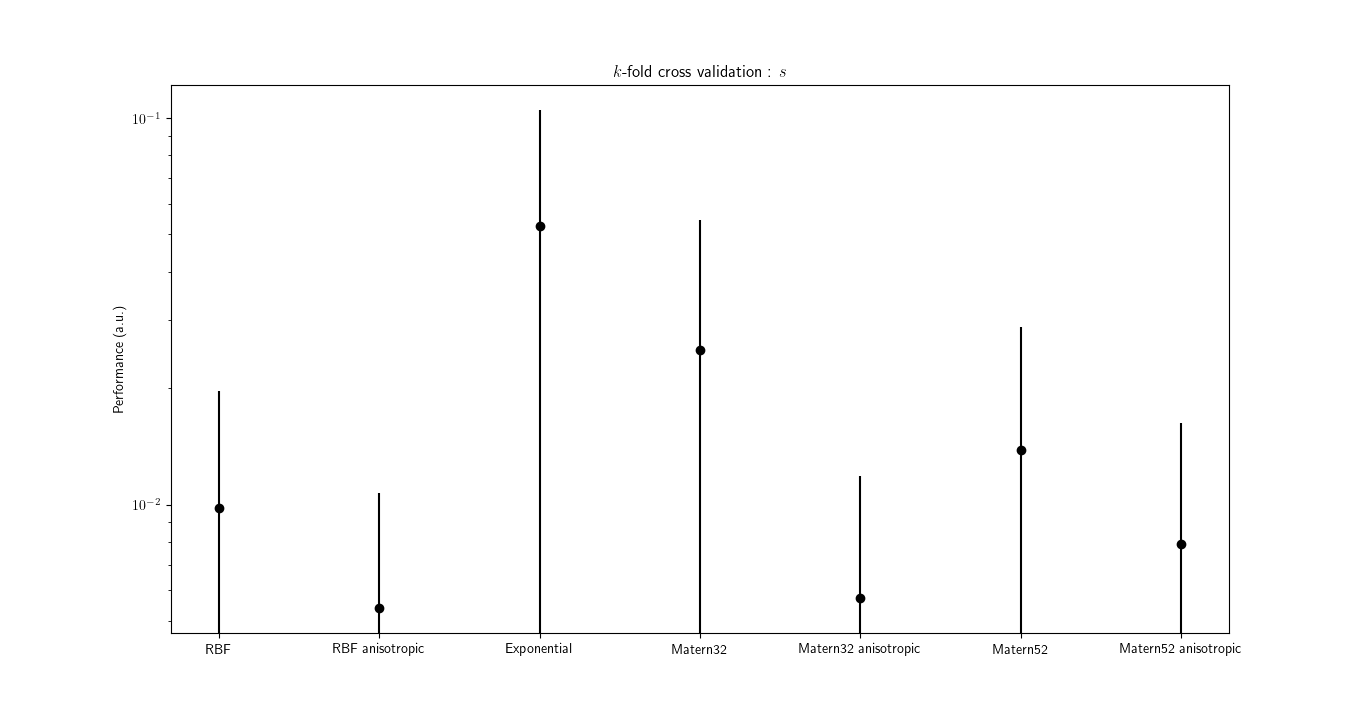 k-fold cross validation : s
10⁻¹
10⁻²
Performance (a.u.)
RBF
RBF anisotropic
Exponential
Matern32
Matern32 anisotropic
Matern52
Matern52 anisotropic